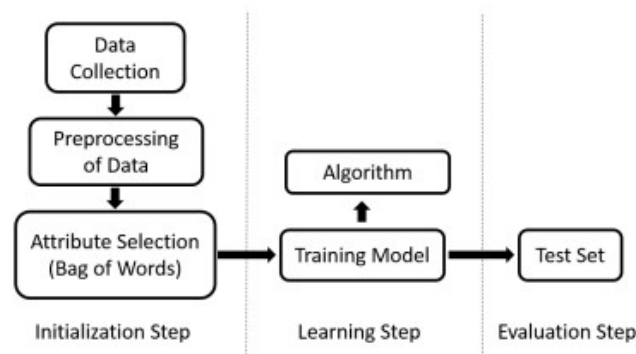 Data
Collection
Preprocessing
of Data
Attribute Selection
(Bag of Words)
Initialization Step
Algorithm
Training Model
Learning Step
Test Set
Evaluation Step